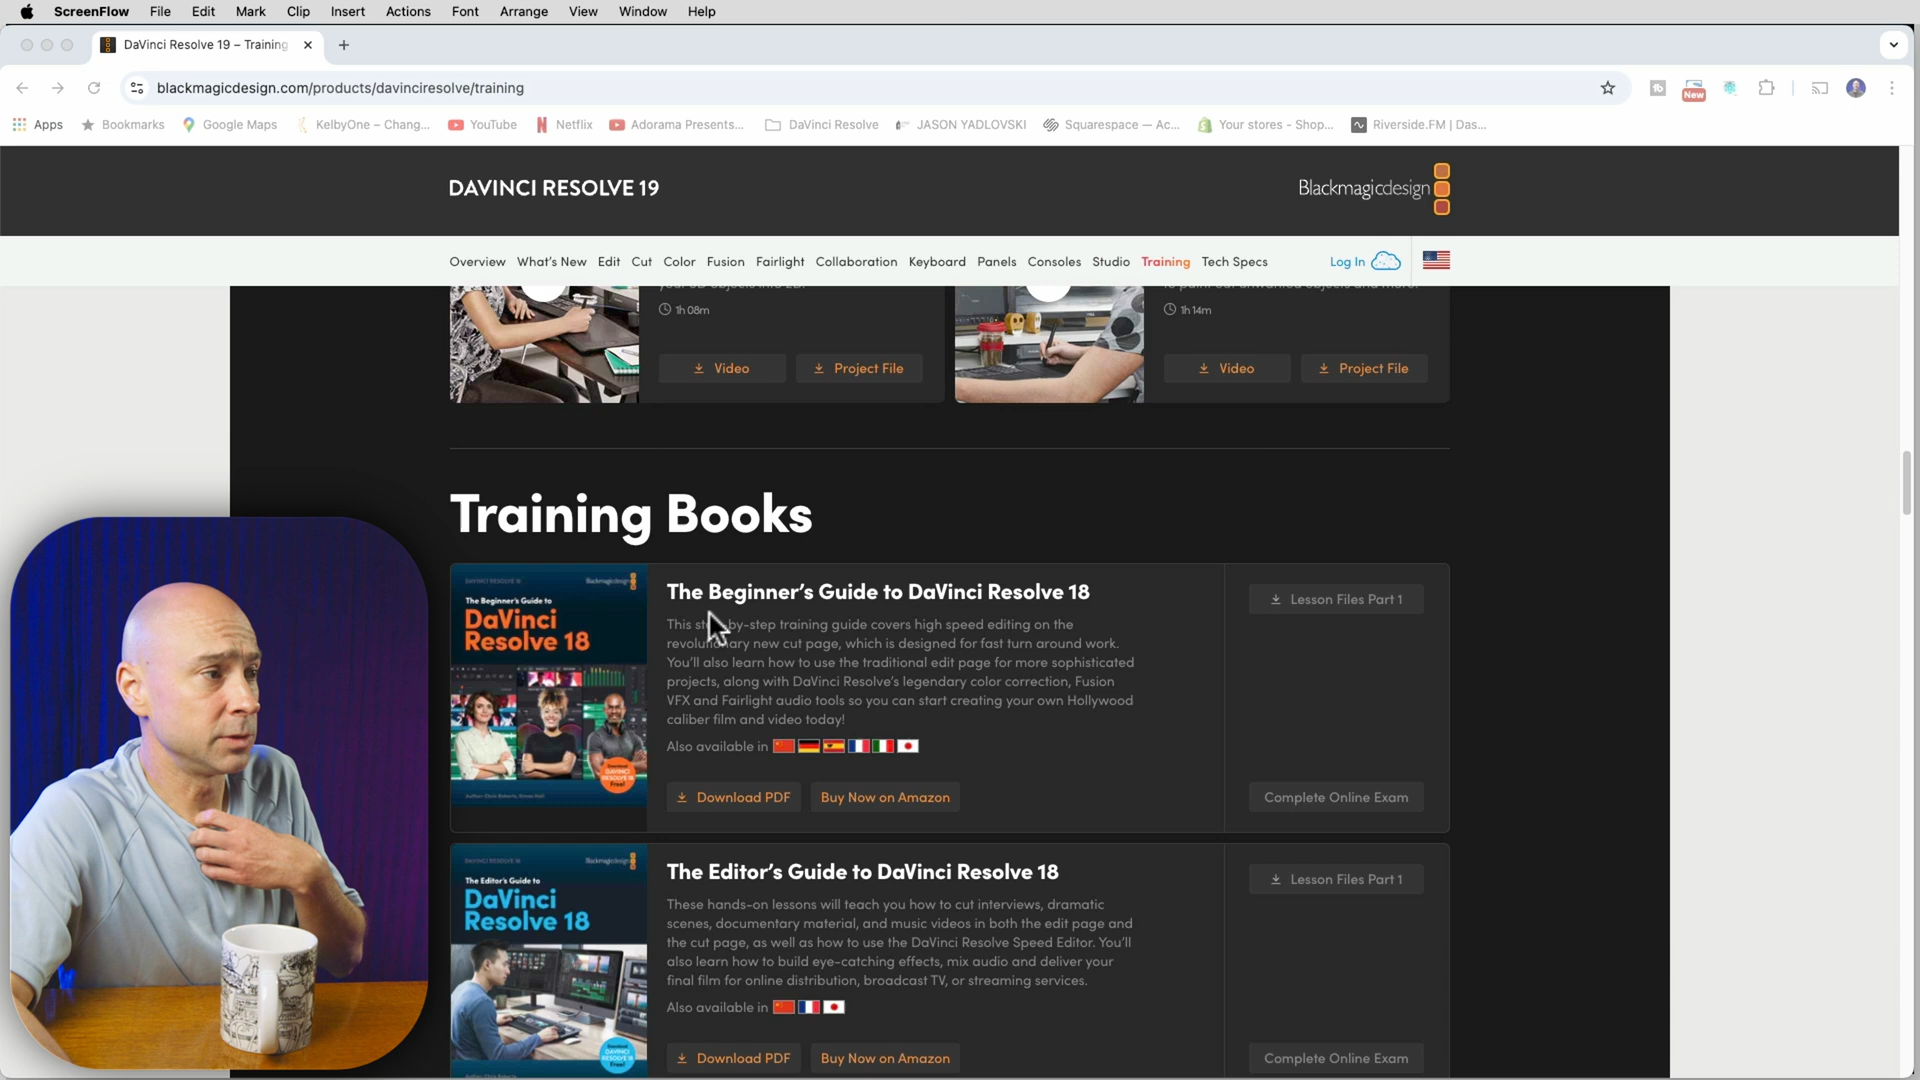 ScreenFlow File Edit Mark Clip Insert Actions Font Arrange View Window Help
DaVinci Resolve 19 – Training
blackmagicdesign.com/products/davinciresolve/training
New
Apps Bookmarks Google Maps KelbyOne – Chang... YouTube Netflix Adorama Presents... DaVinci Resolve JASON YADLOVSKI Squarespace — Ac... Your stores - Shop... Riverside.FM | Das...
DAVINCI RESOLVE 19
Blackmagicdesign
Overview What's New Edit Cut Color Fusion Fairlight Collaboration Keyboard Panels Consoles Studio Training Tech Specs Log In
1h 08m
1h 14m
Video Project File
Video Project File
Training Books
DAVINCI RESOLVE 18 Blackmagicdesign
The Beginner's Guide to
DaVinci
Resolve 18
The Beginner's Guide to DaVinci Resolve 18
This step-by-step training guide covers high speed editing on the
revolutionary new cut page, which is designed for fast turn around work.
You'll also learn how to use the traditional edit page for more sophisticated
projects, along with DaVinci Resolve's legendary color correction, Fusion
VFX and Fairlight audio tools so you can start creating your own Hollywood
caliber film and video today!
Also available in
Download PDF Buy Now on Amazon
Lesson Files Part 1
Complete Online Exam
DAVINCI RESOLVE 18 Blackmagicdesign
The Editor's Guide to
DaVinci
Resolve 18
The Editor's Guide to DaVinci Resolve 18
These hands-on lessons will teach you how to cut interviews, dramatic
scenes, documentary material, and music videos in both the edit page and
the cut page, as well as how to use the DaVinci Resolve Speed Editor. You'll
also learn how to build eye-catching effects, mix audio and deliver your
final film for online distribution, broadcast TV, or streaming services.
Also available in
Download PDF Buy Now on Amazon
Lesson Files Part 1
Complete Online Exam